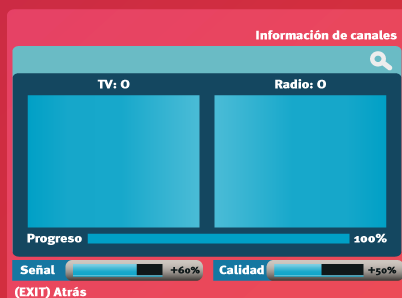 Información de canales
TV: 0 Radio: 0
Progreso 100%
Señal +60% Calidad +50%
(EXIT) Atrás